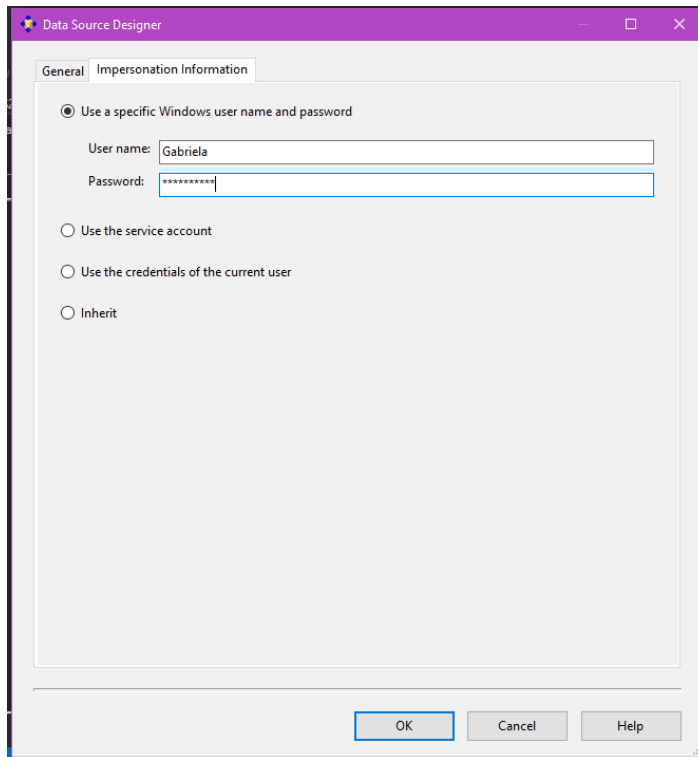 Data Source Designer
General Impersonation Information
Use a specific Windows user name and password
User name: Gabriela
Password: **********
Use the service account
Use the credentials of the current user
Inherit
OK Cancel Help